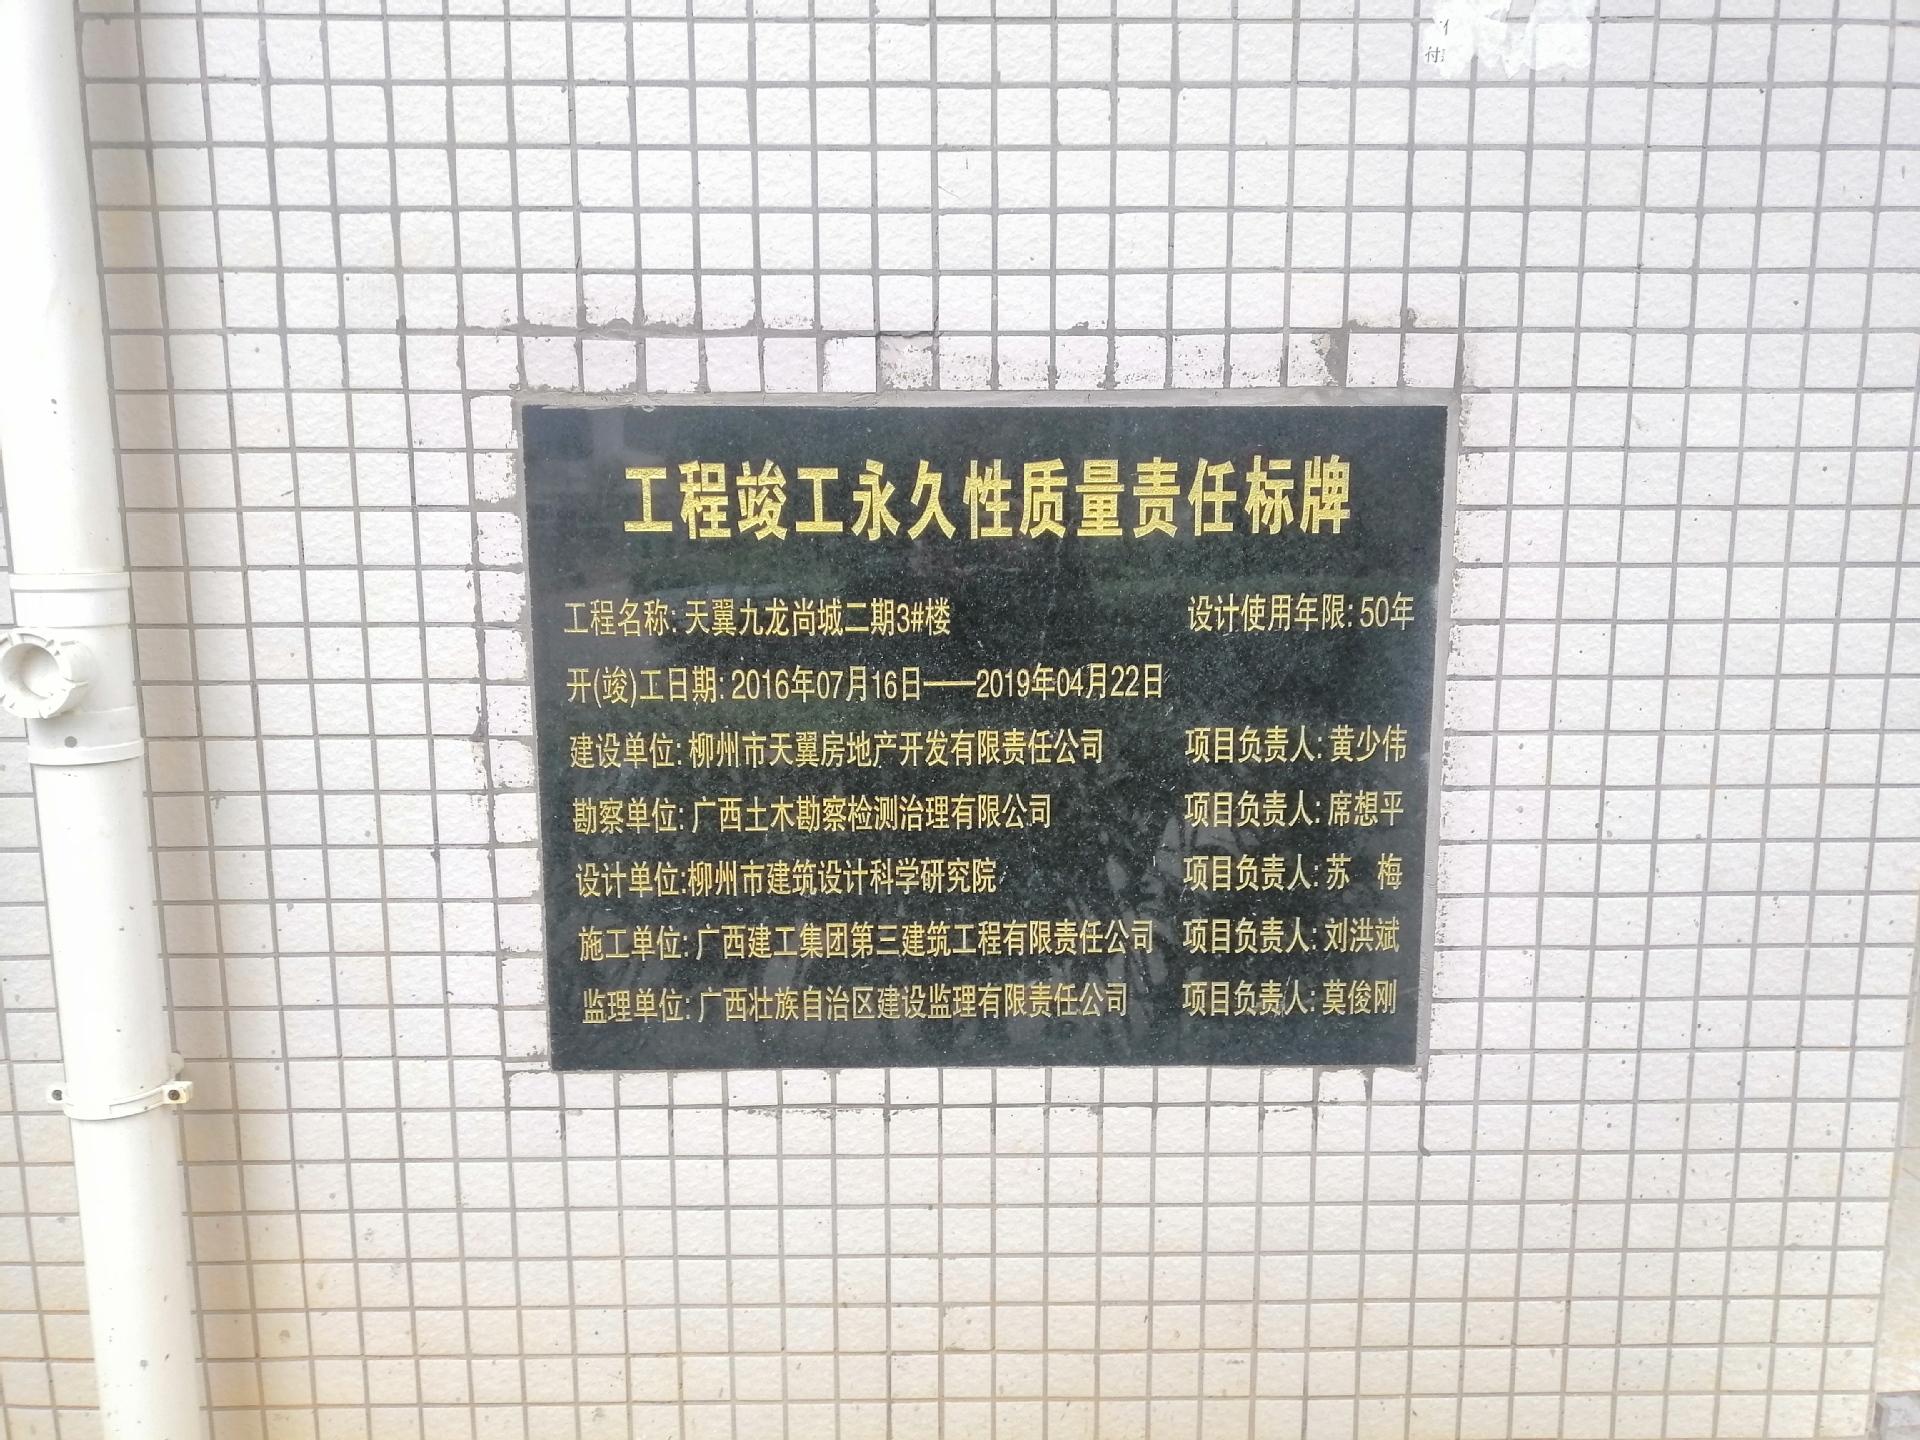 付
工程竣工永久性质量责任标牌
工程名称: 天翼九龙尚城二期3#楼 设计使用年限: 50年
开(竣)工日期: 2016年07月16日——2019年04月22日
建设单位: 柳州市天翼房地产开发有限责任公司 项目负责人: 黄少伟
勘察单位: 广西土木勘察检测治理有限公司 项目负责人: 席想平
设计单位:柳州市建筑设计科学研究院 项目负责人: 苏 梅
施工单位: 广西建工集团第三建筑工程有限责任公司 项目负责人: 刘洪斌
监理单位: 广西壮族自治区建设监理有限责任公司 项目负责人: 莫俊刚